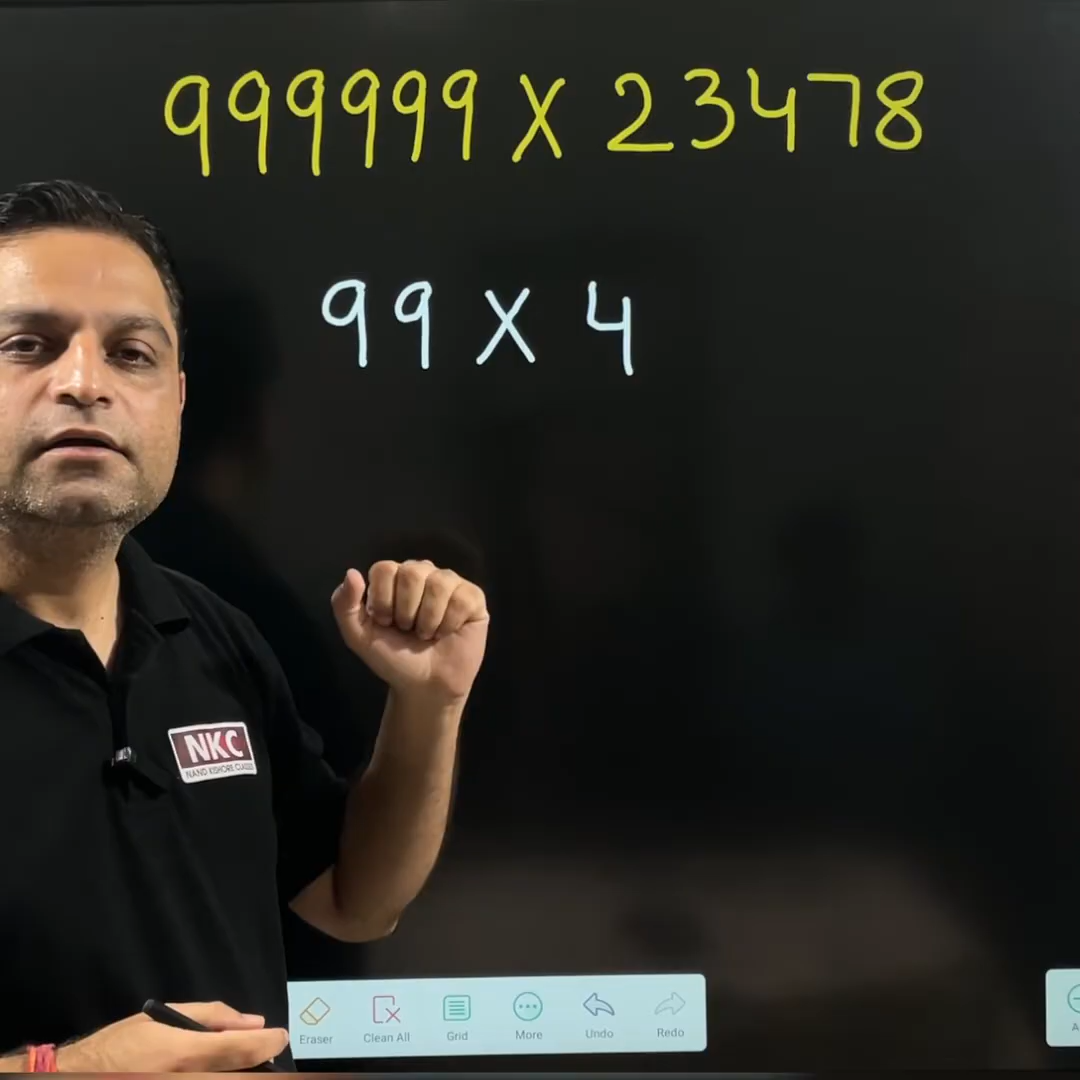 999999 X 23478
99 X 4
NKC
NAND KISHORE CLASSES
Eraser
Clean All
Grid
More
Undo
Redo